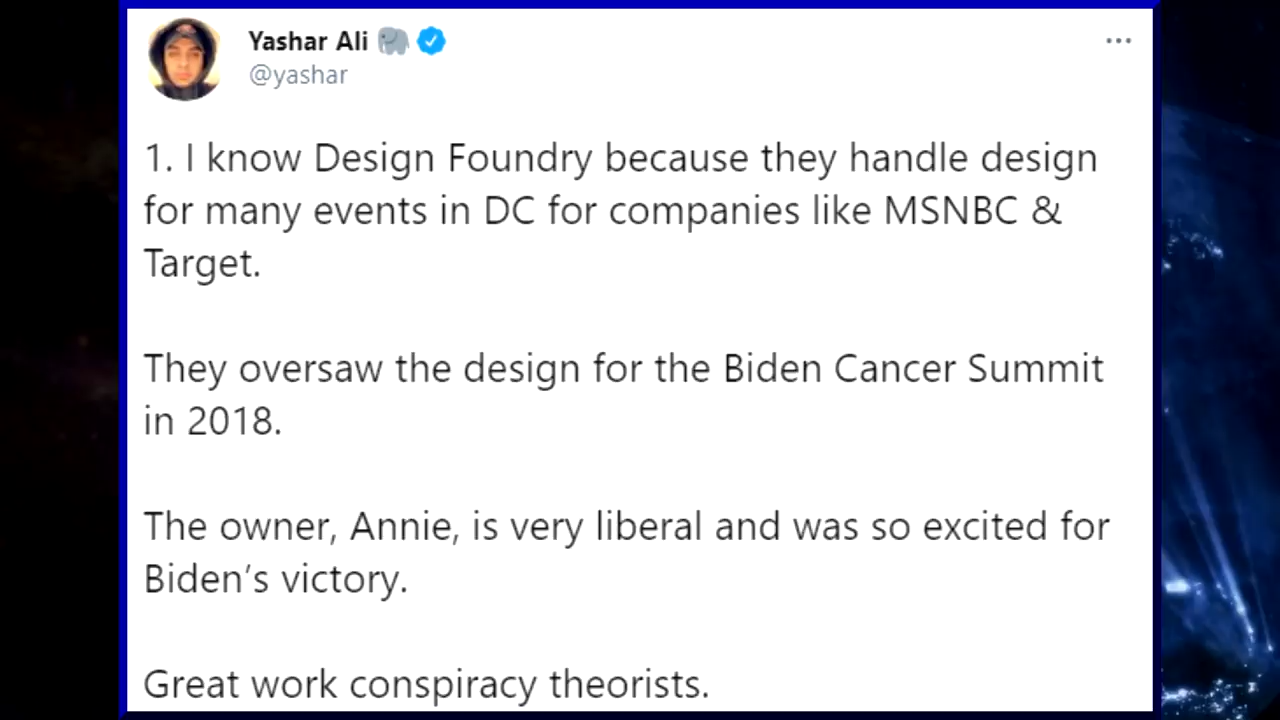 Yashar Ali 🐘
@yashar
1. I know Design Foundry because they handle design
for many events in DC for companies like MSNBC &
Target.
They oversaw the design for the Biden Cancer Summit
in 2018.
The owner, Annie, is very liberal and was so excited for
Biden’s victory.
Great work conspiracy theorists.